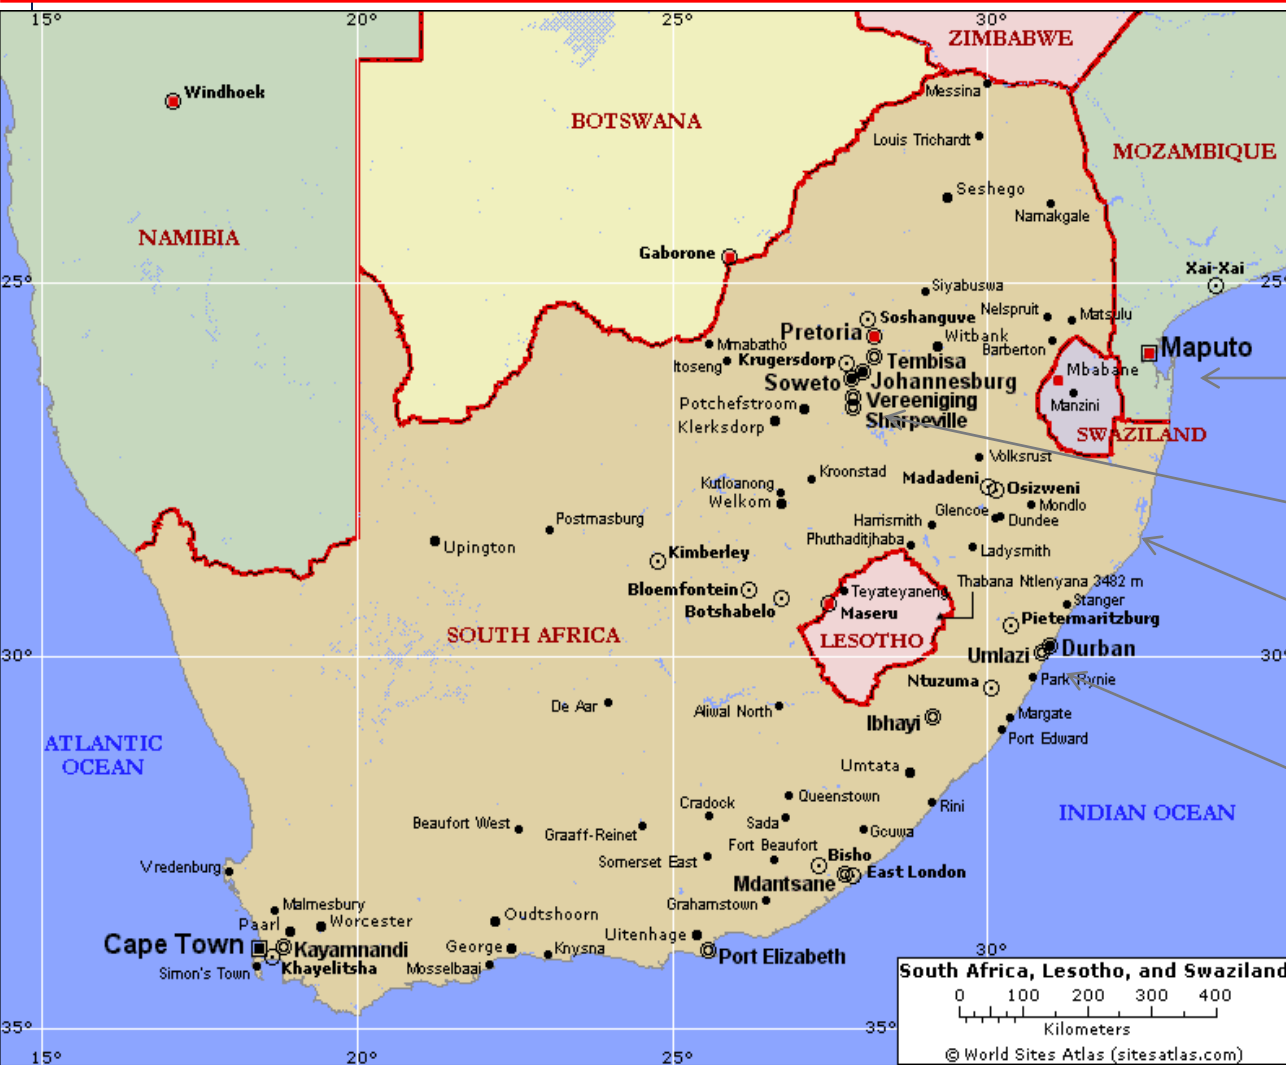 15°
20°
25°
30°
ZIMBABWE
Windhoek
Messina
BOTSWANA
Louis Trichardt
MOZAMBIQUE
Seshego
Namakgale
NAMIBIA
Gaborone
Xai-Xai
25°
25°
Siyabuswa
Nelspruit
Matsulu
Soshanguve
Pretoria
Witbank
Barberton
Mmabatho
Maputo
Itoseng
Krugersdorp
Tembisa
Mbabane
Soweto
Johannesburg
Vereeniging
Manzini
Potchefstroom
Sharpeville
Klerksdorp
SWAZILAND
Volksrust
Kroonstad
Madadeni
Osizweni
Kutloanong
Welkom
Mondlo
Glencoe
Dundee
Postmasburg
Harrismith
Phuthaditjhaba
Upington
Kimberley
Ladysmith
Thabana Ntlenyana 3482 m
Bloemfontein
Teyateyaneng
Stanger
Botshabelo
Maseru
Pietermaritzburg
SOUTH AFRICA
LESOTHO
Durban
Umlazi
30°
30°
Ntuzuma
Park Rynie
De Aar
Aliwal North
Margate
Ibhayi
Port Edward
ATLANTIC
OCEAN
Umtata
Queenstown
Cradock
Rini
INDIAN OCEAN
Beaufort West
Graaff-Reinet
Sada
Gcuwa
Fort Beaufort
Bisho
Somerset East
Vredenburg
East London
Mdantsane
Grahamstown
Malmesbury
Paarl
Worcester
Oudtshoorn
Uitenhage
Cape Town
Kayamnandi
George
Knysna
Port Elizabeth
30°
Simon's Town
Khayelitsha
Mosselbaai
South Africa, Lesotho, and Swaziland
0 100 200 300 400
Kilometers
35°
35°
© World Sites Atlas (sitesatlas.com)
15°
20°
25°